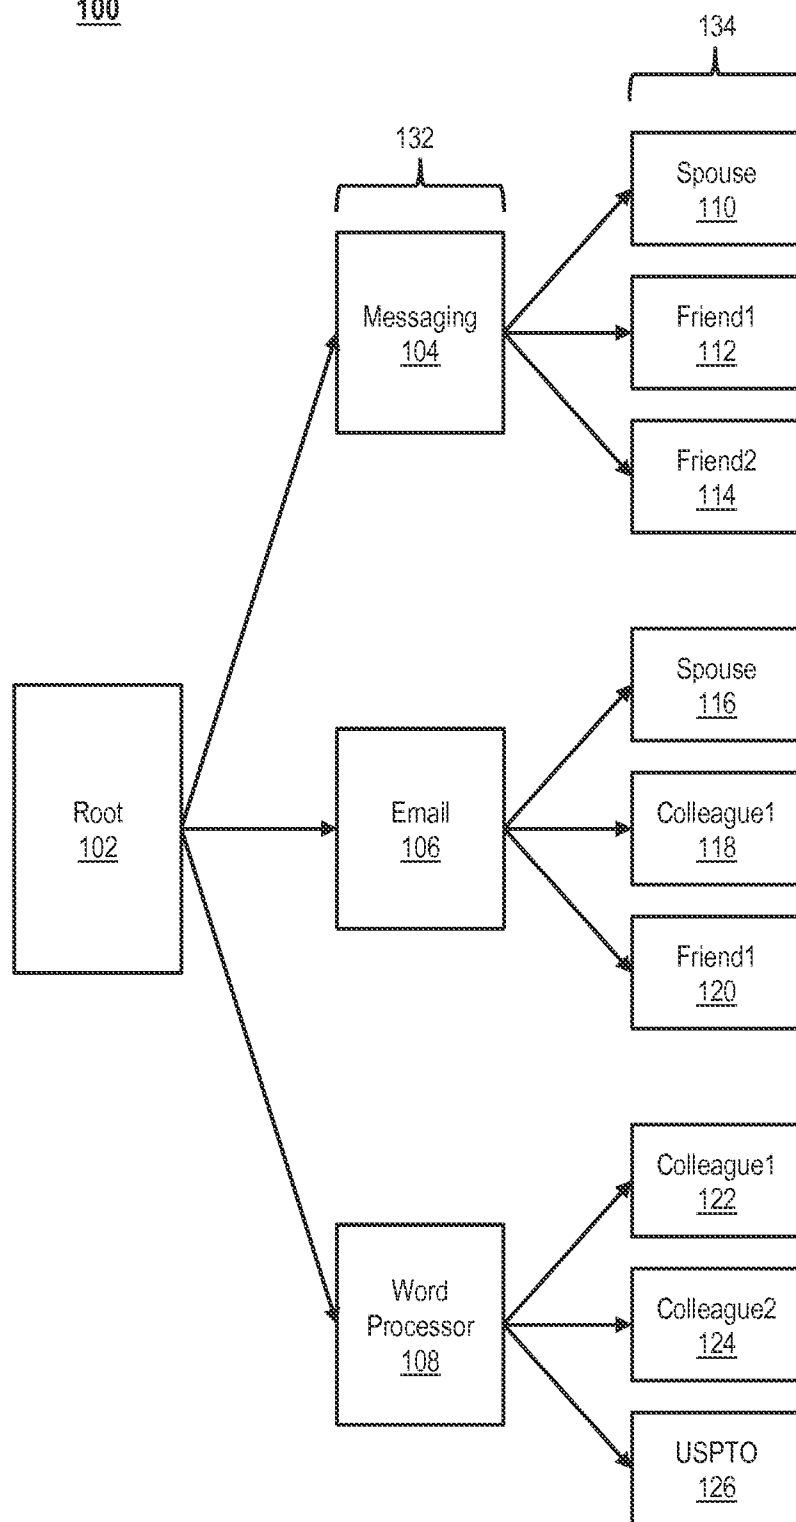 100
134
132
Spouse
110
Messaging
104
Friend1
112
Friend2
114
Spouse
116
Root
102
Email
106
Colleague1
118
Friend1
120
Colleague1
122
Word
Processor
108
Colleague2
124
USPTO
126